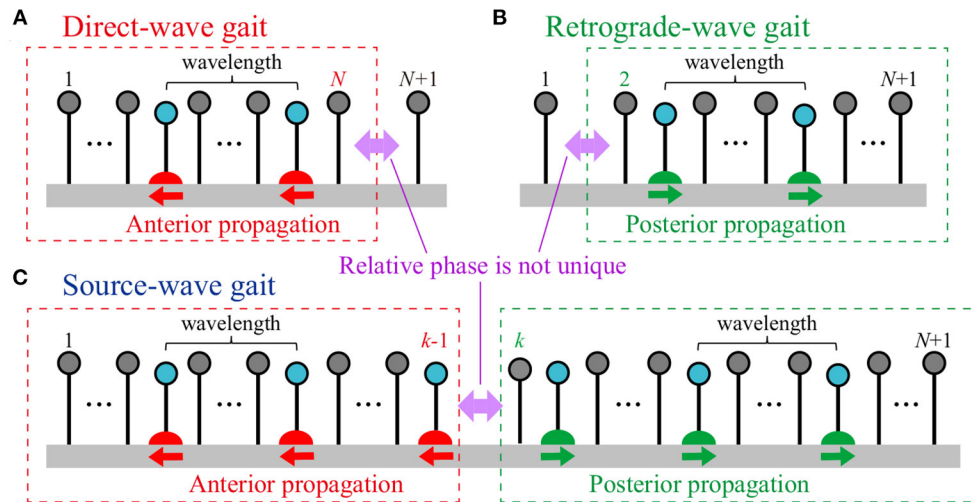 A
Direct-wave gait
wavelength
1
N
N+1
...
...
Anterior propagation
B
Retrograde-wave gait
wavelength
1
2
N+1
...
...
Posterior propagation
Relative phase is not unique
C
Source-wave gait
wavelength
1
k-1
...
...
...
Anterior propagation
wavelength
k
N+1
...
...
...
Posterior propagation